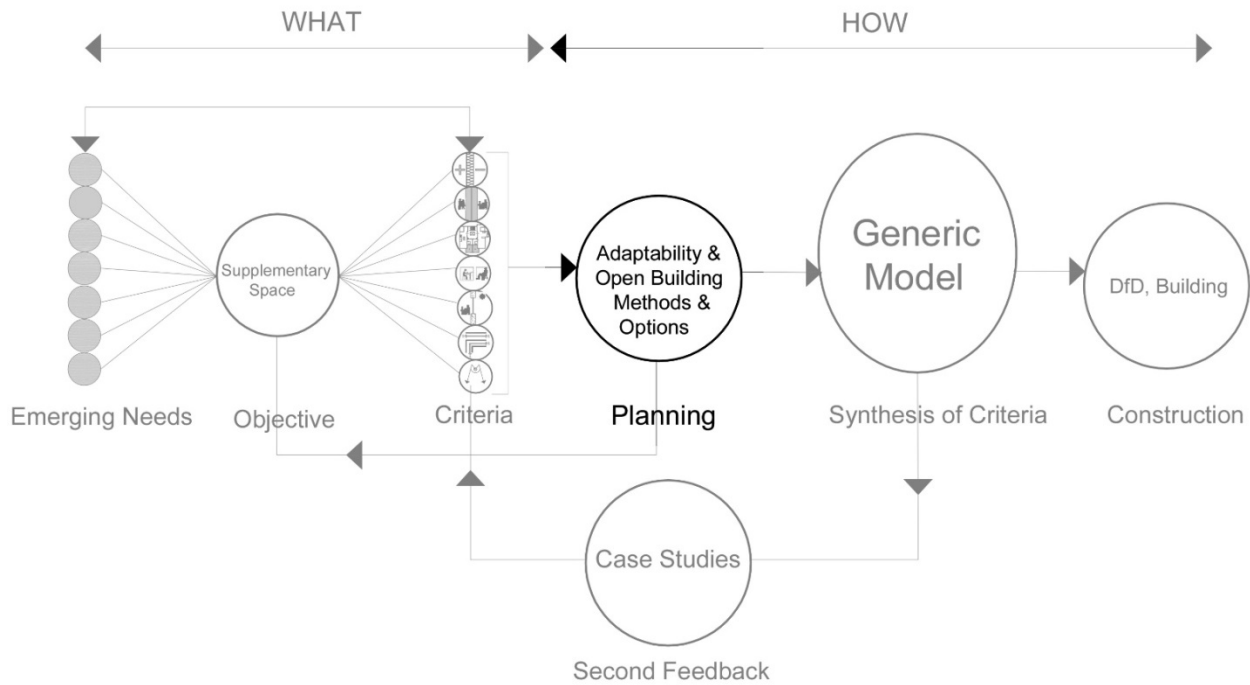 WHAT
HOW
Supplementary
Space
Adaptability &
Open Building
Methods &
Options
Generic
Model
DfD, Building
Emerging Needs
Objective
Criteria
Planning
Synthesis of Criteria
Construction
Case Studies
Second Feedback